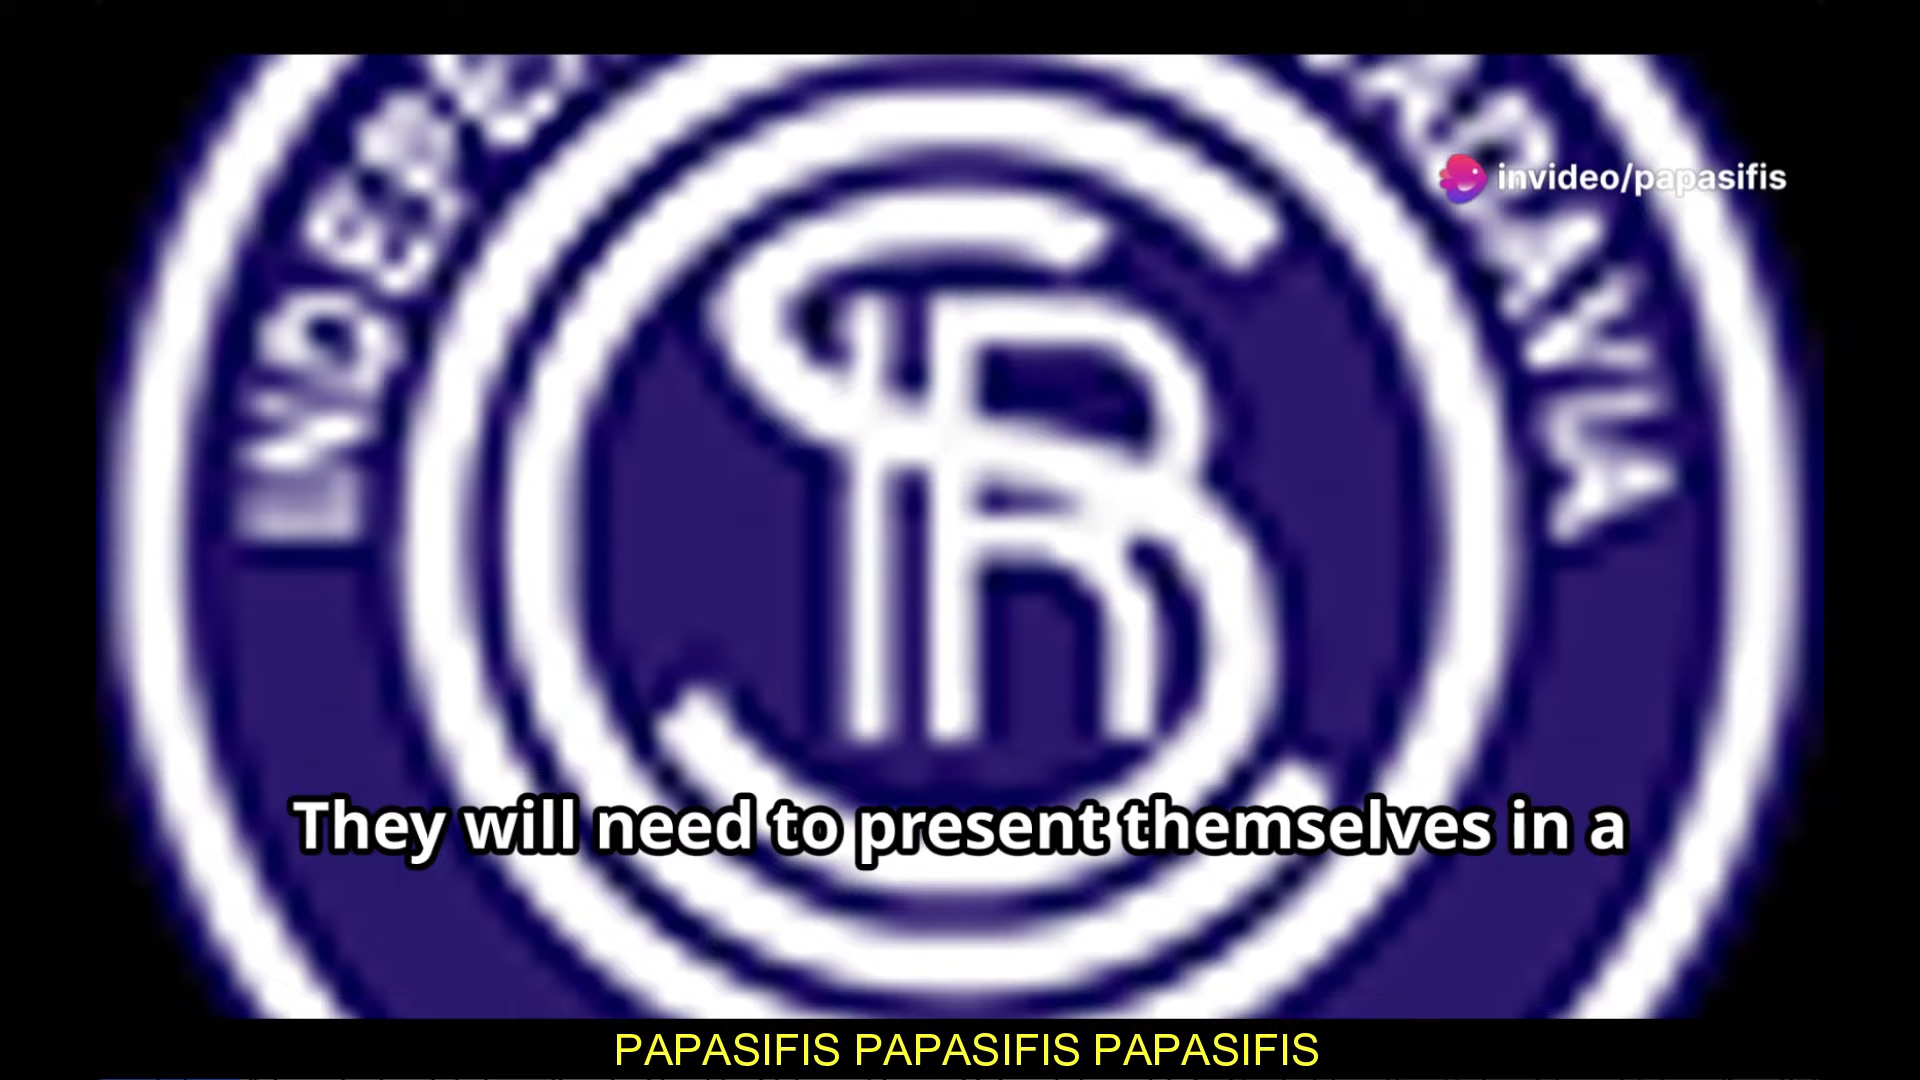 invideo/papasifis
They will need to present themselves in a
PAPASIFIS PAPASIFIS PAPASIFIS